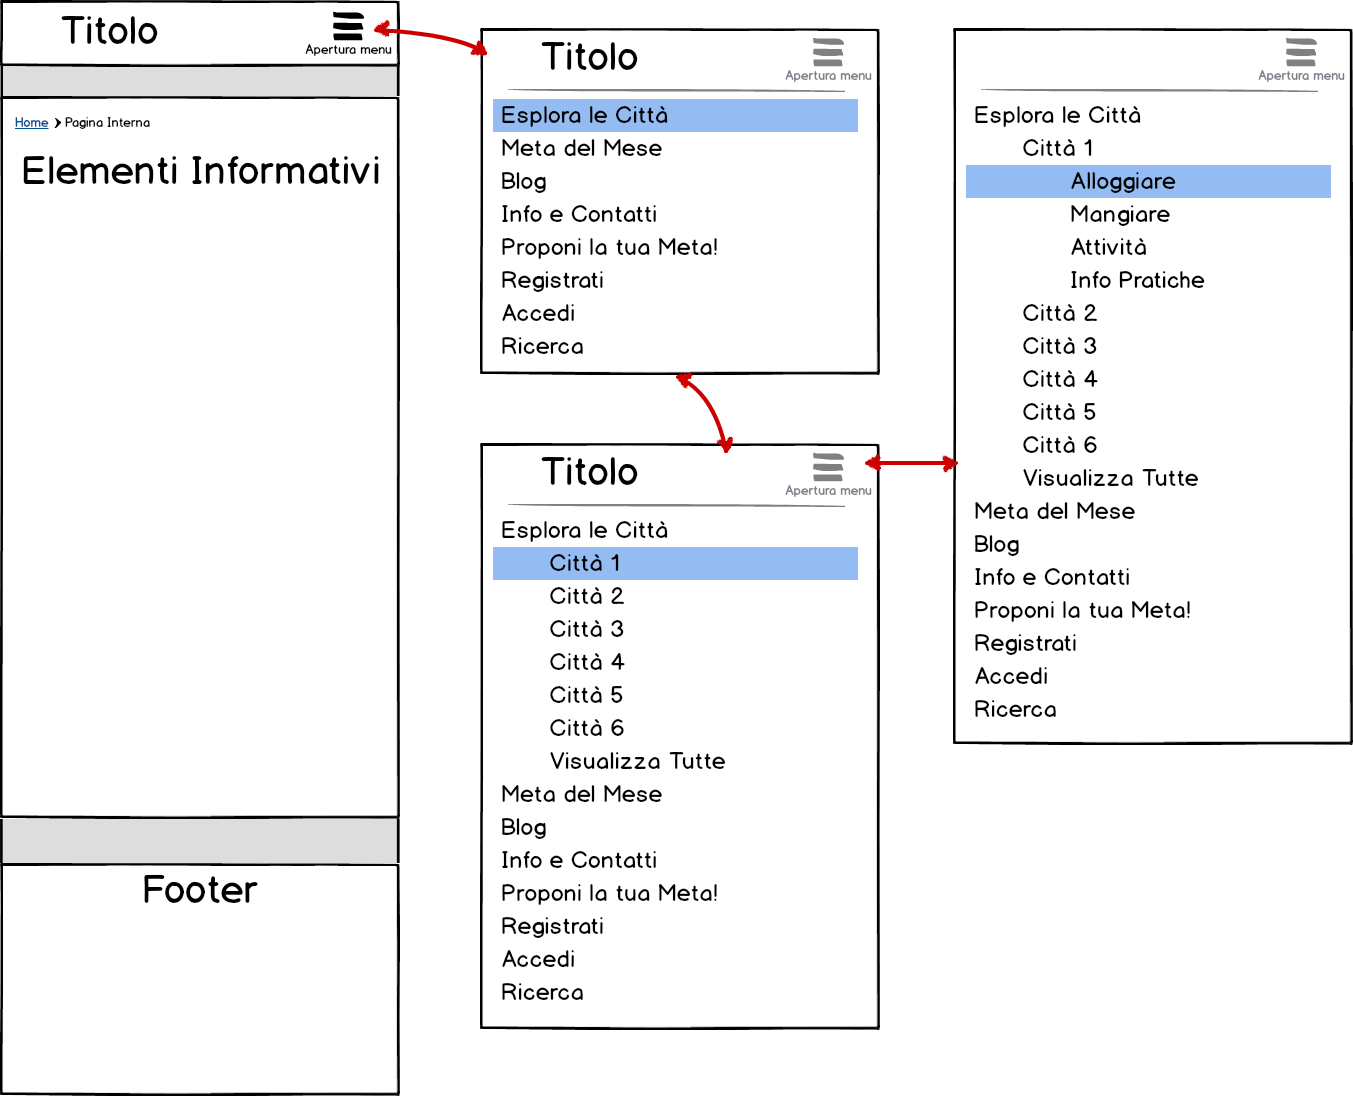 Titolo
Apertura menu
Home > Pagina Interna
Elementi Informativi
Footer
Titolo
Apertura menu
Esplora le Città
Meta del Mese
Blog
Info e Contatti
Proponi la tua Meta!
Registrati
Accedi
Ricerca
Titolo
Apertura menu
Esplora le Città
Città 1
Città 2
Città 3
Città 4
Città 5
Città 6
Visualizza Tutte
Meta del Mese
Blog
Info e Contatti
Proponi la tua Meta!
Registrati
Accedi
Ricerca
Apertura menu
Esplora le Città
Città 1
Alloggiare
Mangiare
Attività
Info Pratiche
Città 2
Città 3
Città 4
Città 5
Città 6
Visualizza Tutte
Meta del Mese
Blog
Info e Contatti
Proponi la tua Meta!
Registrati
Accedi
Ricerca